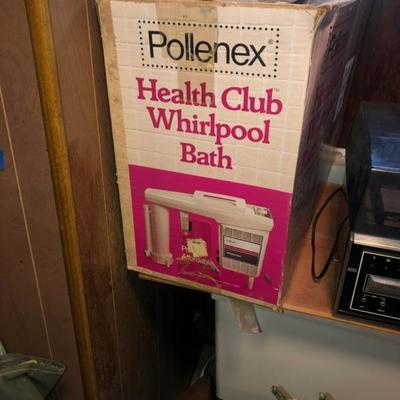 Pollenex
Health Club
Whirlpool
Bath